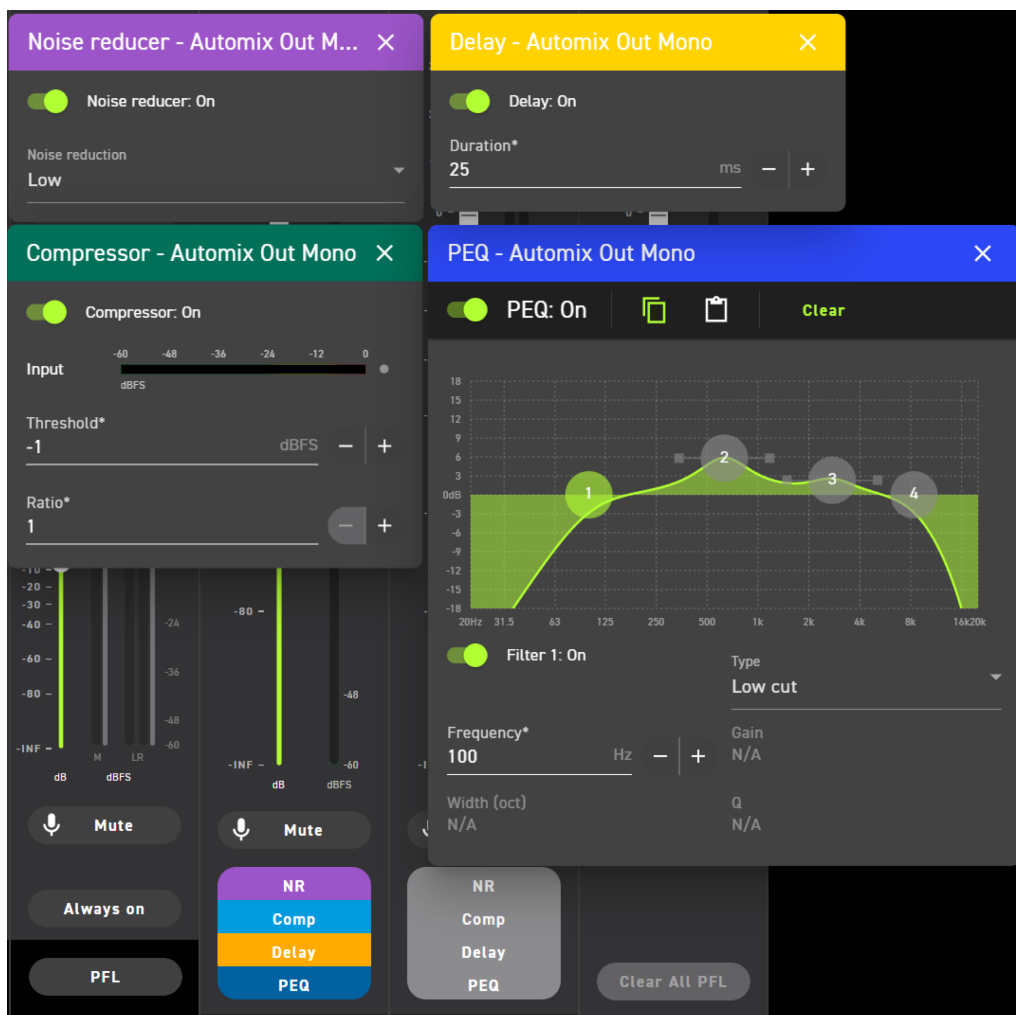 Noise reducer - Automix Out M...
Noise reducer: On
Noise reduction
Low
Delay - Automix Out Mono
Delay: On
Duration*
25 ms
0 -
0 -
Compressor - Automix Out Mono
Compressor: On
Input
-60 -48 -36 -24 -12 0
dBFS
Threshold*
-1 dBFS
Ratio*
1
PEQ - Automix Out Mono
PEQ: On
Clear
18
15
12
9
6
3
0dB
-3
-6
-9
-12
-15
-18
1 2 3 4
20Hz 31.5 63 125 250 500 1k 2k 4k 8k 16k 20k
Filter 1: On
Type
Low cut
Frequency*
100 Hz
Gain
N/A
Width (oct)
N/A
Q
N/A
-10 -
-20 -
-30 -
-40 -
-60 -
-80 -
-INF -
-24
-36
-48
-60
M LR
dB dBFS
-80 -
-INF -
-48
-60
dB dBFS
Mute
Always on
PFL
Mute
NR
Comp
Delay
PEQ
NR
Comp
Delay
PEQ
Clear All PFL